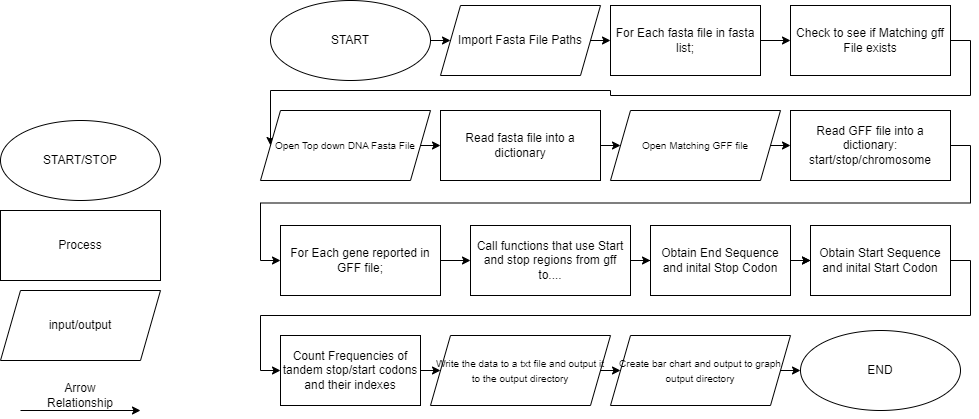 START
Import Fasta File Paths
For Each fasta file in fasta
list;
Check to see if Matching gff
File exists
START/STOP
Process
input/output
Arrow
Relationship
Open Top down DNA Fasta File
Read fasta file into a
dictionary
Open Matching GFF file
Read GFF file into a
dictionary:
start/stop/chromosome
For Each gene reported in
GFF file;
Call functions that use Start
and stop regions from gff
to....
Obtain End Sequence
and inital Stop Codon
Obtain Start Sequence
and inital Start Codon
Count Frequencies of
tandem stop/start codons
and their indexes
Write the data to a txt file and output it
to the output directory
Create bar chart and output to graph
output directory
END